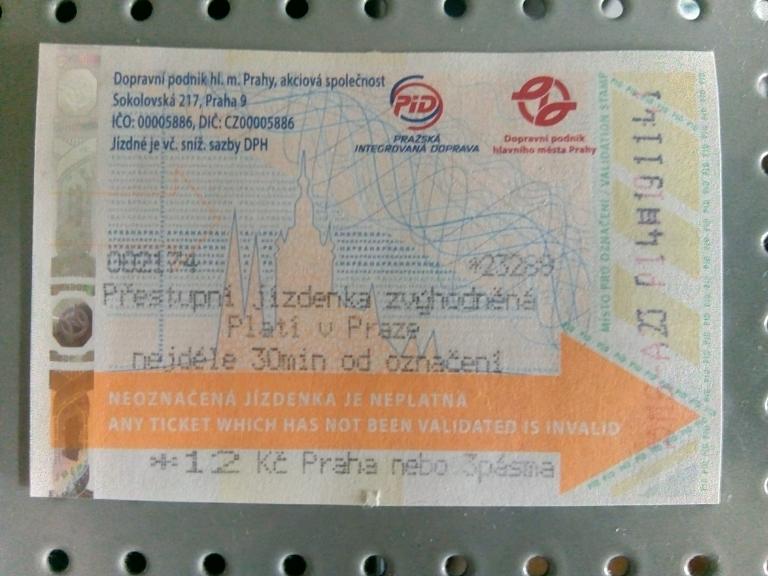 Dopravní podnik hl. m. Prahy, akciová společnost
Sokolovská 217, Praha 9
IČO: 00005886, DIČ: CZ00005886
Jízdné je vč. sníž. sazby DPH
PID
PRAŽSKÁ
INTEGROVANÁ DOPRAVA
Dopravní podnik
hlavního města Prahy
002174 *23268
Přestupní jízdenka zvýhodněná
Platí v Praze
nejdéle 30min od označení
NEOZNAČENÁ JÍZDENKA JE NEPLATNÁ
ANY TICKET WHICH HAS NOT BEEN VALIDATED IS INVALID
*12 Kč Praha nebo 3pásma
MÍSTO PRO OZNAČENÍ / VALIDATION STAMP